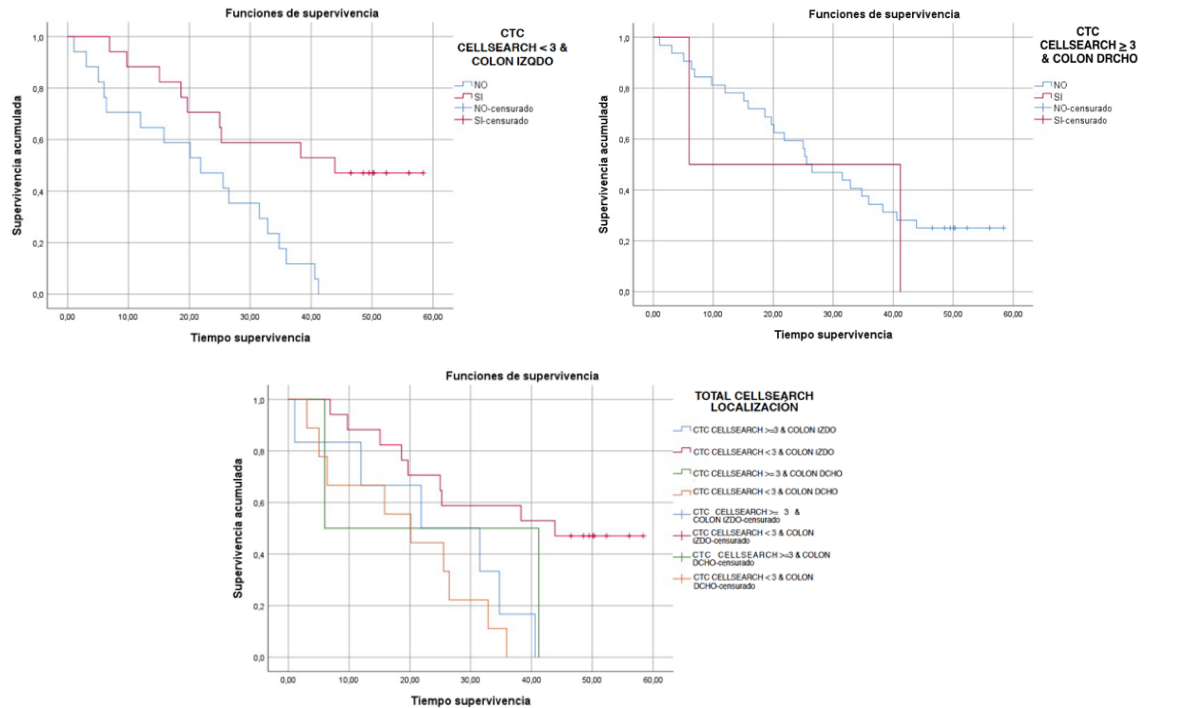 Funciones de supervivencia
CTC
CELLSEARCH < 3 &
COLON IZQDO
NO
SI
NO-censurado
SI-censurado
Supervivencia acumulada
1,0
0,8
0,6
0,4
0,2
0,0
0,00 10,00 20,00 30,00 40,00 50,00 60,00
Tiempo supervivencia
Funciones de supervivencia
CTC
CELLSEARCH ≥ 3
& COLON DRCHO
NO
SI
NO-censurado
SI-censurado
Supervivencia acumulada
1,0
0,8
0,6
0,4
0,2
0,0
0,00 10,00 20,00 30,00 40,00 50,00 60,00
Tiempo supervivencia
Funciones de supervivencia
TOTAL CELLSEARCH
LOCALIZACIÓN
CTC CELLSEARCH >=3 & COLON IZDO
CTC CELLSEARCH < 3 & COLON IZDO
CTC CELLSEARCH >= 3 & COLON DCHO
CTC CELLSEARCH < 3 & COLON DCHO
CTC CELLSEARCH >= 3 &
COLON IZDO-censurado
CTC CELLSEARCH < 3 & COLON
IZDO-censurado
CTC CELLSEARCH >=3 & COLON
DCHO-censurado
CTC CELLSEARCH < 3 & COLON
DCHO-censurado
Supervivencia acumulada
1,0
0,8
0,6
0,4
0,2
0,0
0,00 10,00 20,00 30,00 40,00 50,00 60,00
Tiempo supervivencia